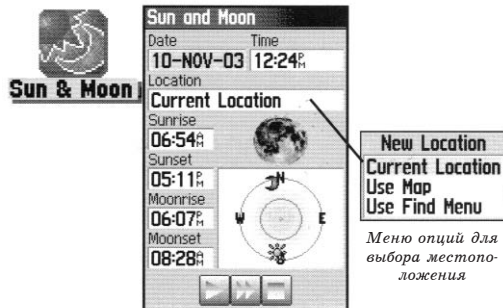 Sun & Moon
Sun and Moon
Date Time
10-NOV-03 12:24PM
Location
Current Location
Sunrise
06:54AM
Sunset
05:11PM
Moonrise
06:07PM
Moonset
08:28AM
N
W E
S
New Location
Current Location
Use Map
Use Find Menu
Меню опций для
выбора местопо-
ложения